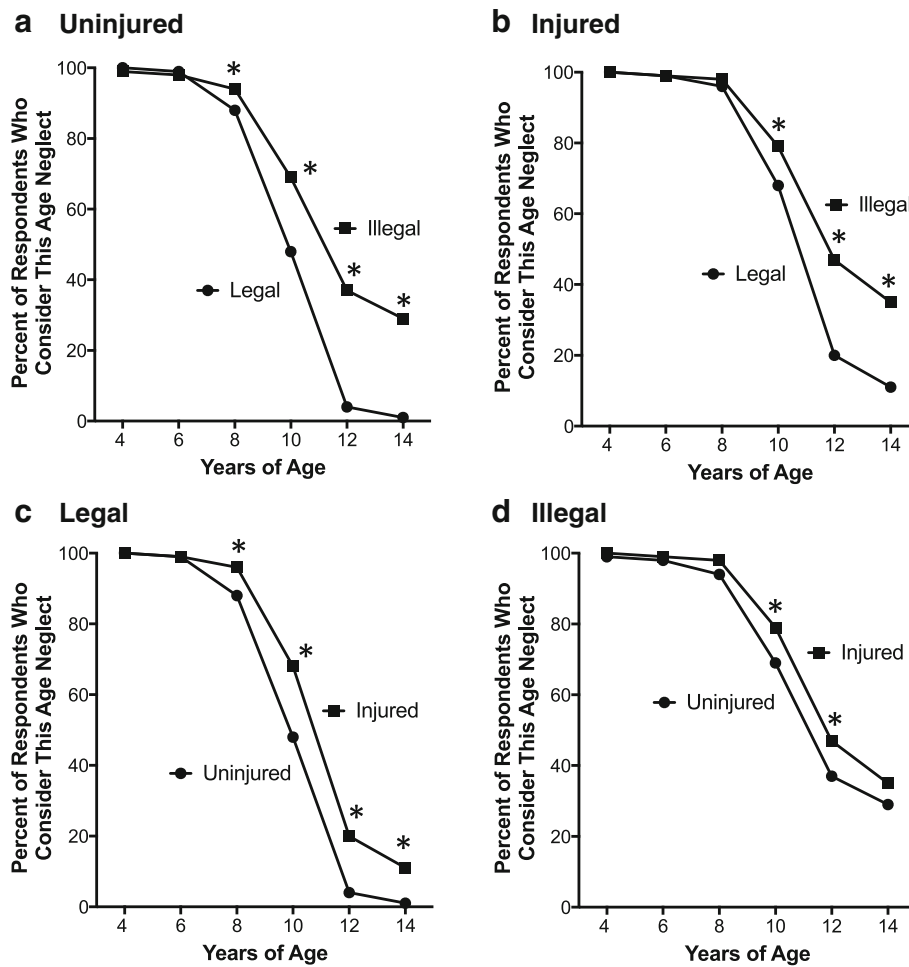 a Uninjured
Percent of Respondents Who
Consider This Age Neglect
100
80
60
40
20
0
*
*
*
*
Illegal
Legal
4 6 8 10 12 14
Years of Age
b Injured
Percent of Respondents Who
Consider This Age Neglect
100
80
60
40
20
0
*
*
*
Illegal
Legal
4 6 8 10 12 14
Years of Age
c Legal
Percent of Respondents Who
Consider This Age Neglect
100
80
60
40
20
0
*
*
*
*
Injured
Uninjured
4 6 8 10 12 14
Years of Age
d Illegal
Percent of Respondents Who
Consider This Age Neglect
100
80
60
40
20
0
*
*
Injured
Uninjured
4 6 8 10 12 14
Years of Age